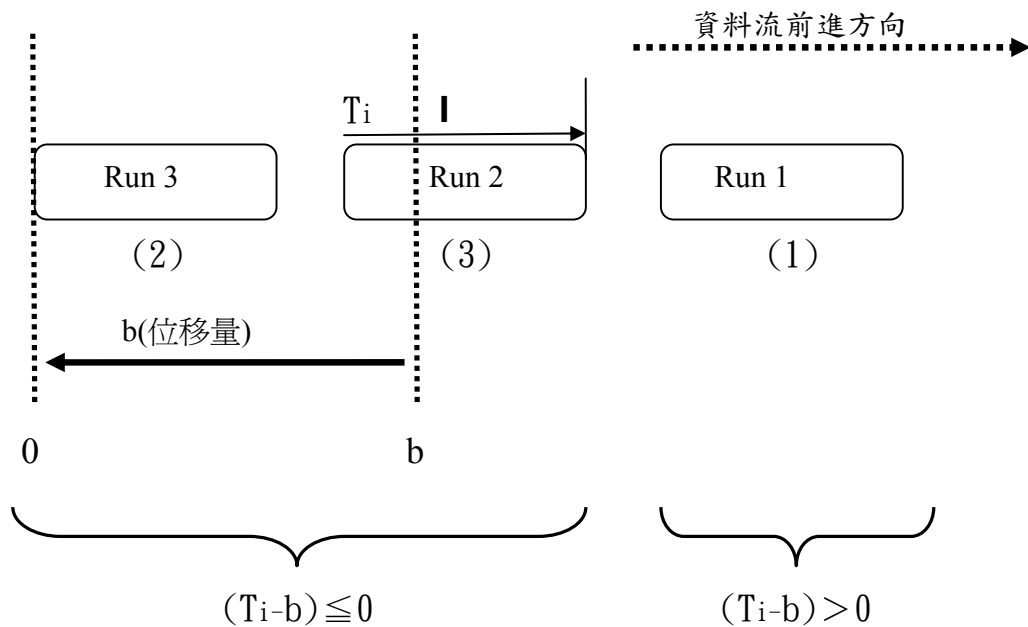 資料流前進方向
Ti l
Run 3 Run 2 Run 1
(2) (3) (1)
b(位移量)
0 b
(Ti-b)≦0 (Ti-b)>0